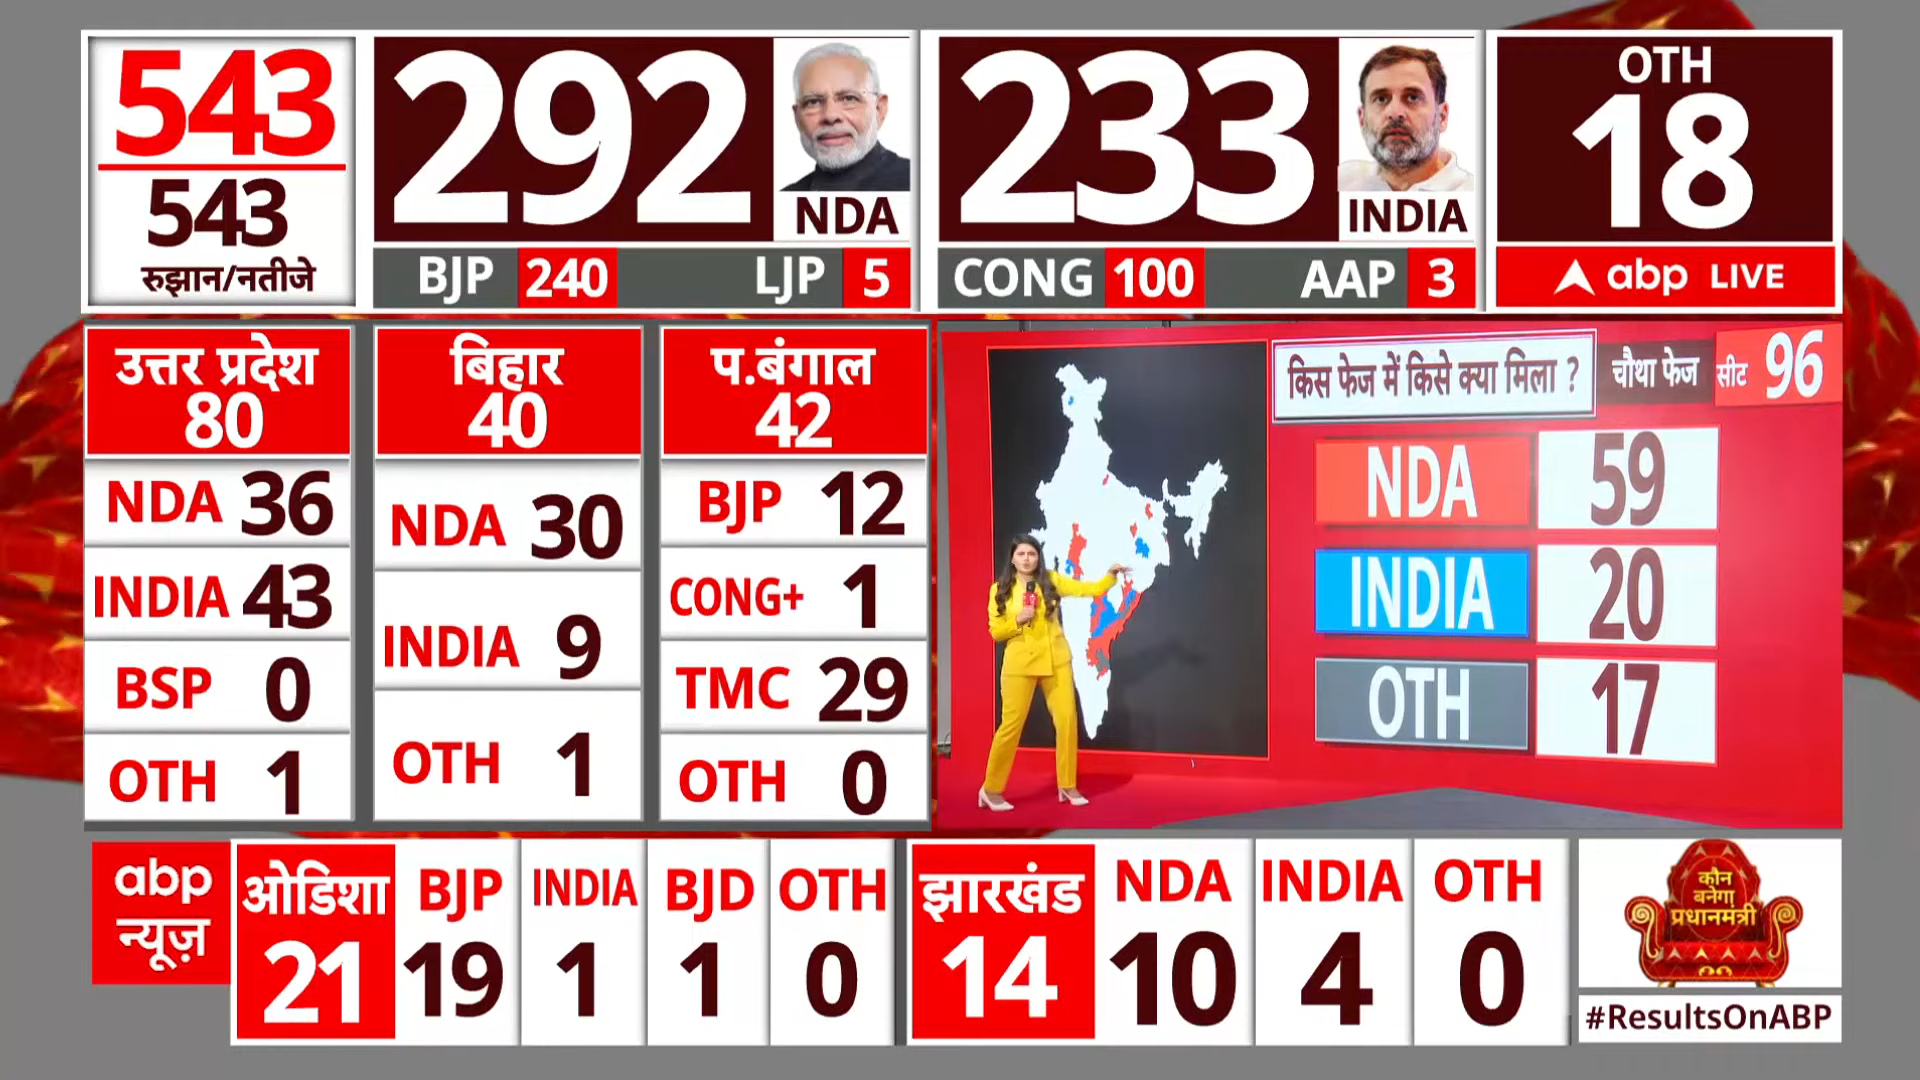 543
543
रुझान/नतीजे
292
NDA
BJP 240 LJP 5
233
INDIA
CONG 100 AAP 3
OTH
18
abp LIVE
उत्तर प्रदेश
80
NDA 36
INDIA 43
BSP 0
OTH 1
बिहार
40
NDA 30
INDIA 9
OTH 1
प.बंगाल
42
BJP 12
CONG+ 1
TMC 29
OTH 0
किस फेज में किसे क्या मिला ? चौथा फेज सीट 96
NDA 59
INDIA 20
OTH 17
abp
न्यूज़
ओडिशा
21
BJP INDIA BJD OTH
19 1 1 0
झारखंड
14
NDA INDIA OTH
10 4 0
कौन
बनेगा
प्रधानमंत्री
#ResultsOnABP